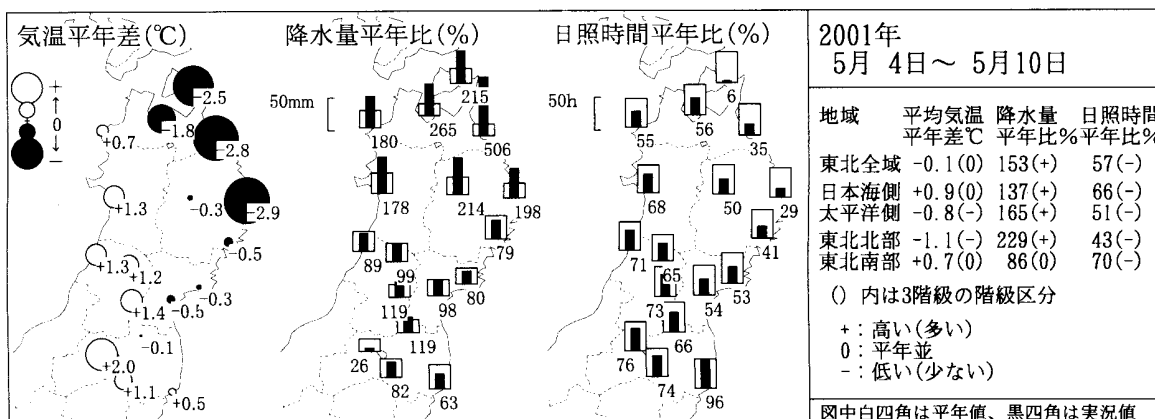 気温平年差(℃)
+
↑
0
↓
−
−2.5
−1.8
+0.7
−2.8
+1.3
−0.3
−2.9
−0.5
+1.3
+1.2
−0.3
+1.4
−0.5
−0.1
+2.0
+1.1
+0.5
降水量平年比(%)
50mm
215
180
265
506
178
214
198
79
89
99
80
119
98
119
26
82
63
日照時間平年比(%)
50h
6
55
56
35
68
50
29
41
71
65
53
73
54
66
76
74
96
2001年
5月 4日～ 5月10日
地域 平均気温 降水量 日照時間
平年差℃ 平年比% 平年比%
東北全域 −0.1(0) 153(+) 57(-)
日本海側 +0.9(0) 137(+) 66(-)
太平洋側 −0.8(-) 165(+) 51(-)
東北北部 −1.1(-) 229(+) 43(-)
東北南部 +0.7(0) 86(0) 70(-)
() 内は3階級の階級区分
+：高い(多い)
0：平年並
−：低い(少ない)
図中白四角は平年値、黒四角は実況値